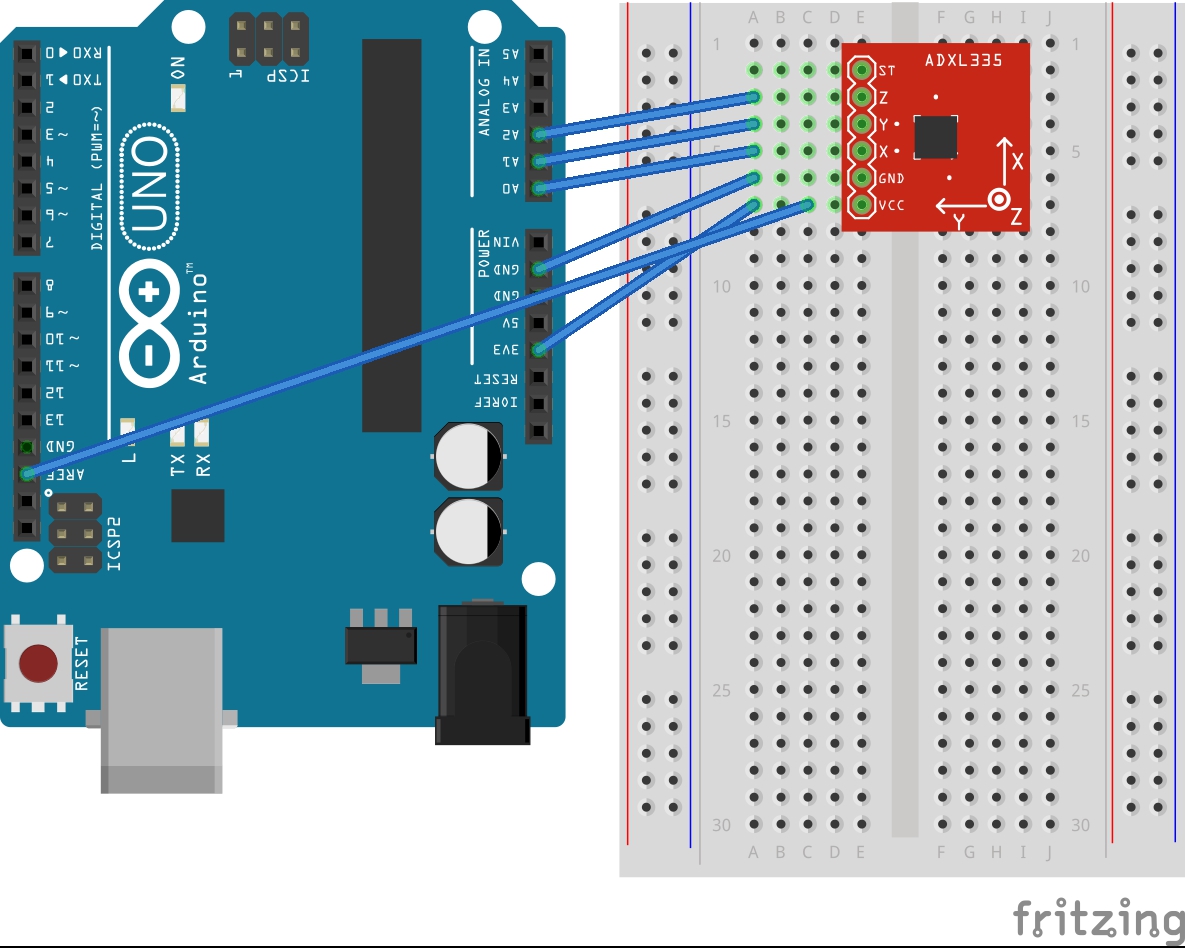 0 ◄ RXO
1 ► TXO
2
~ 3
4
~ 5
~ 6
7
8
~ 9
~ 10
~ 11
12
13
GND
AREF
DIGITAL (PWM=~)
ON
1
ICSP
UNO
Arduino™
L
TX
RX
ICSP2
RESET
ANALOG IN
A5
A4
A3
A2
A1
A0
POWER
VIN
GND
GND
5V
3V3
RESET
IOREF
A B C D E F G H I J
1 1
5 5
10 10
15 15
20 20
25 25
30 30
A B C D E F G H I J
ADXL335
ST
Z
Y
X
GND
VCC
X
Y
Z
fritzing